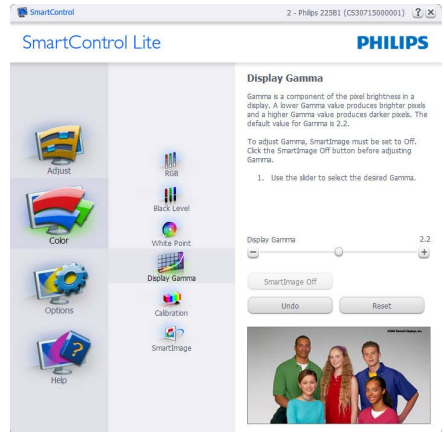 SmartControl
2 - Philips 225B1 (CS30715000001)
SmartControl Lite
PHILIPS
Adjust
Color
Options
Help
RGB
Black Level
White Point
Display Gamma
Calibration
SmartImage
Display Gamma
Gamma is a component of the pixel brightness in a
display. A lower Gamma value produces brighter pixels
and a higher Gamma value produces darker pixels. The
default value for Gamma is 2.2.
To adjust Gamma, SmartImage must be set to Off.
Click the SmartImage Off button before adjusting
Gamma.
1. Use the slider to select the desired Gamma.
Display Gamma 2.2
SmartImage Off
Undo Reset